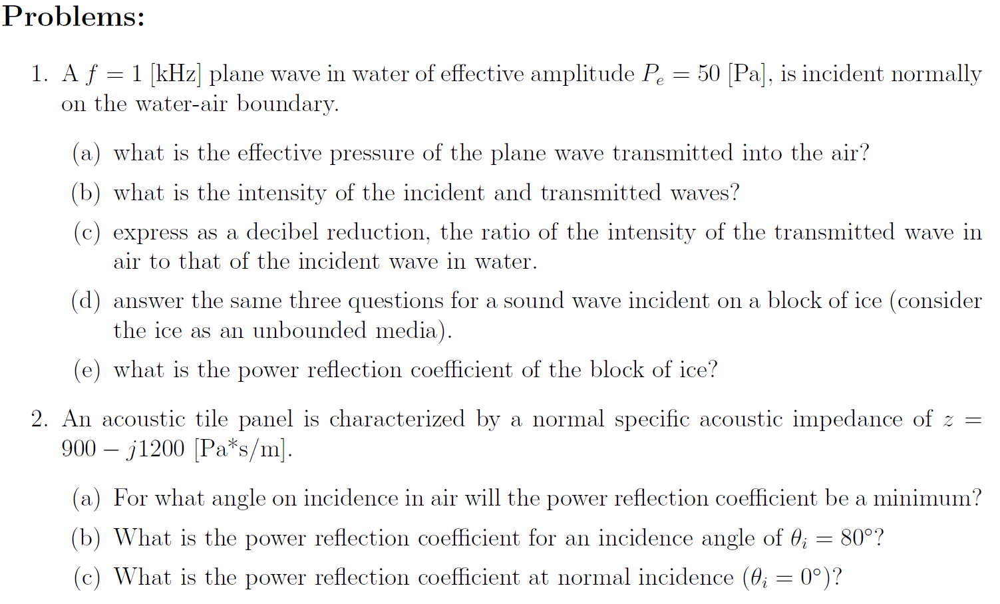 Problems:
1. A f = 1 [kHz] plane wave in water of effective amplitude Pₑ = 50 [Pa], is incident normally
on the water-air boundary.
(a) what is the effective pressure of the plane wave transmitted into the air?
(b) what is the intensity of the incident and transmitted waves?
(c) express as a decibel reduction, the ratio of the intensity of the transmitted wave in
air to that of the incident wave in water.
(d) answer the same three questions for a sound wave incident on a block of ice (consider
the ice as an unbounded media).
(e) what is the power reflection coefficient of the block of ice?
2. An acoustic tile panel is characterized by a normal specific acoustic impedance of z =
900 − j1200 [Pa*s/m].
(a) For what angle on incidence in air will the power reflection coefficient be a minimum?
(b) What is the power reflection coefficient for an incidence angle of θᵢ = 80°?
(c) What is the power reflection coefficient at normal incidence (θᵢ = 0°)?